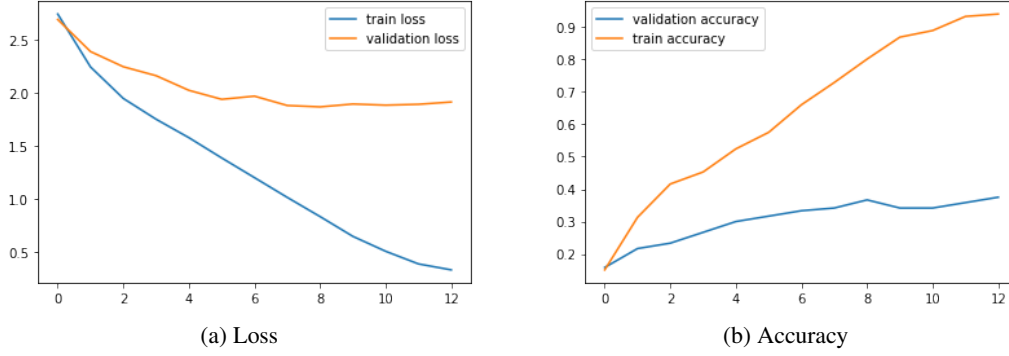 train loss
validation loss
2.5
2.0
1.5
1.0
0.5
0 2 4 6 8 10 12
(a) Loss
validation accuracy
train accuracy
0.9
0.8
0.7
0.6
0.5
0.4
0.3
0.2
0 2 4 6 8 10 12
(b) Accuracy